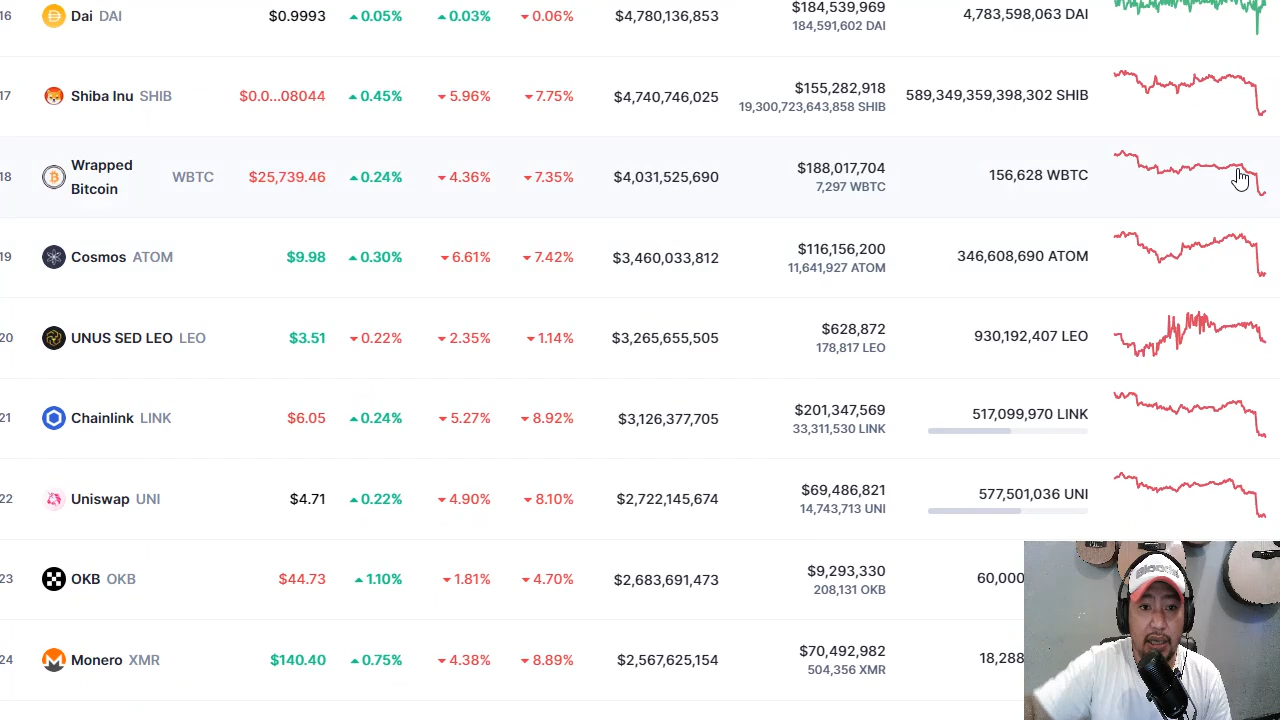 16 Dai DAI $0.9993 0.05% 0.03% 0.06% $4,780,136,853 $184,539,969 4,783,598,063 DAI
184,591,602 DAI
17 Shiba Inu SHIB $0.0...08044 0.45% 5.96% 7.75% $4,740,746,025 $155,282,918 589,349,359,398,302 SHIB
19,300,723,643,858 SHIB
18 Wrapped Bitcoin WBTC $25,739.46 0.24% 4.36% 7.35% $4,031,525,690 $188,017,704 156,628 WBTC
7,297 WBTC
19 Cosmos ATOM $9.98 0.30% 6.61% 7.42% $3,460,033,812 $116,156,200 346,608,690 ATOM
11,641,927 ATOM
20 UNUS SED LEO LEO $3.51 0.22% 2.35% 1.14% $3,265,655,505 $628,872 930,192,407 LEO
178,817 LEO
21 Chainlink LINK $6.05 0.24% 5.27% 8.92% $3,126,377,705 $201,347,569 517,099,970 LINK
33,311,530 LINK
22 Uniswap UNI $4.71 0.22% 4.90% 8.10% $2,722,145,674 $69,486,821 577,501,036 UNI
14,743,713 UNI
23 OKB OKB $44.73 1.10% 1.81% 4.70% $2,683,691,473 $9,293,330 60,000
208,131 OKB
24 Monero XMR $140.40 0.75% 4.38% 8.89% $2,567,625,154 $70,492,982 18,288
504,356 XMR